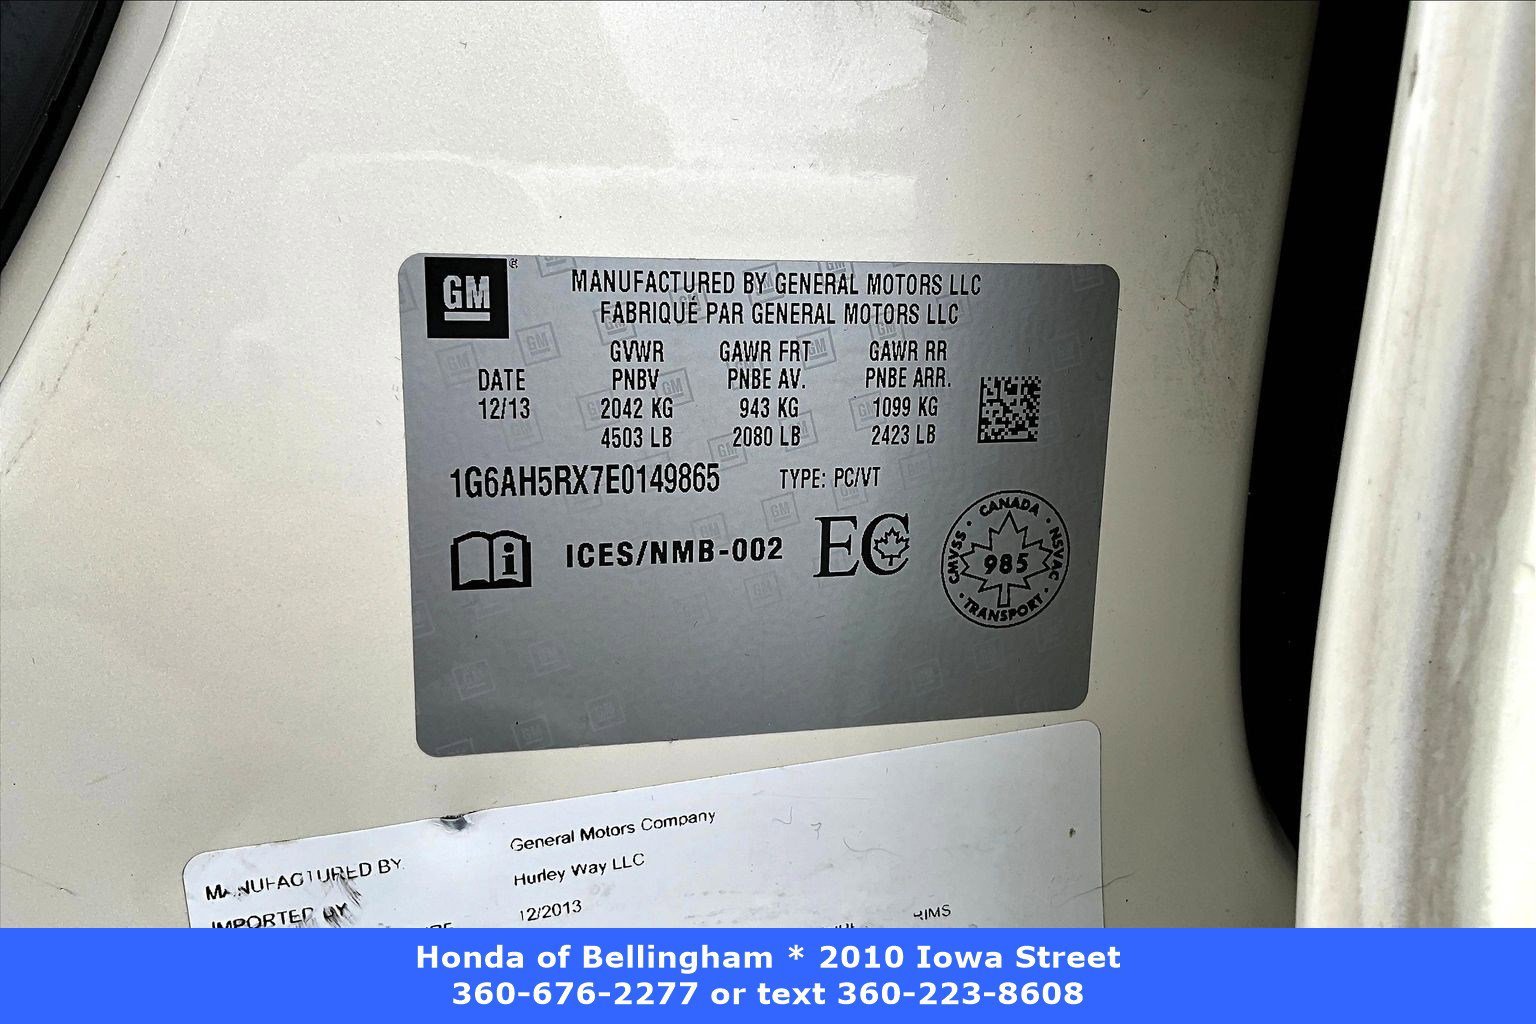 GM
MANUFACTURED BY GENERAL MOTORS LLC
FABRIQUÉ PAR GENERAL MOTORS LLC
GVWR GAWR FRT GAWR RR
DATE PNBV PNBE AV. PNBE ARR.
12/13 2042 KG 943 KG 1099 KG
4503 LB 2080 LB 2423 LB
1G6AH5RX7E0149865 TYPE: PC/VT
ICES/NMB-002 EC
CANADA
CMVSS 985 NSVAC
TRANSPORT
MANUFACTURED BY General Motors Company
IMPORTED BY Hurley Way LLC
12/2013
RIMS
Honda of Bellingham * 2010 Iowa Street
360-676-2277 or text 360-223-8608